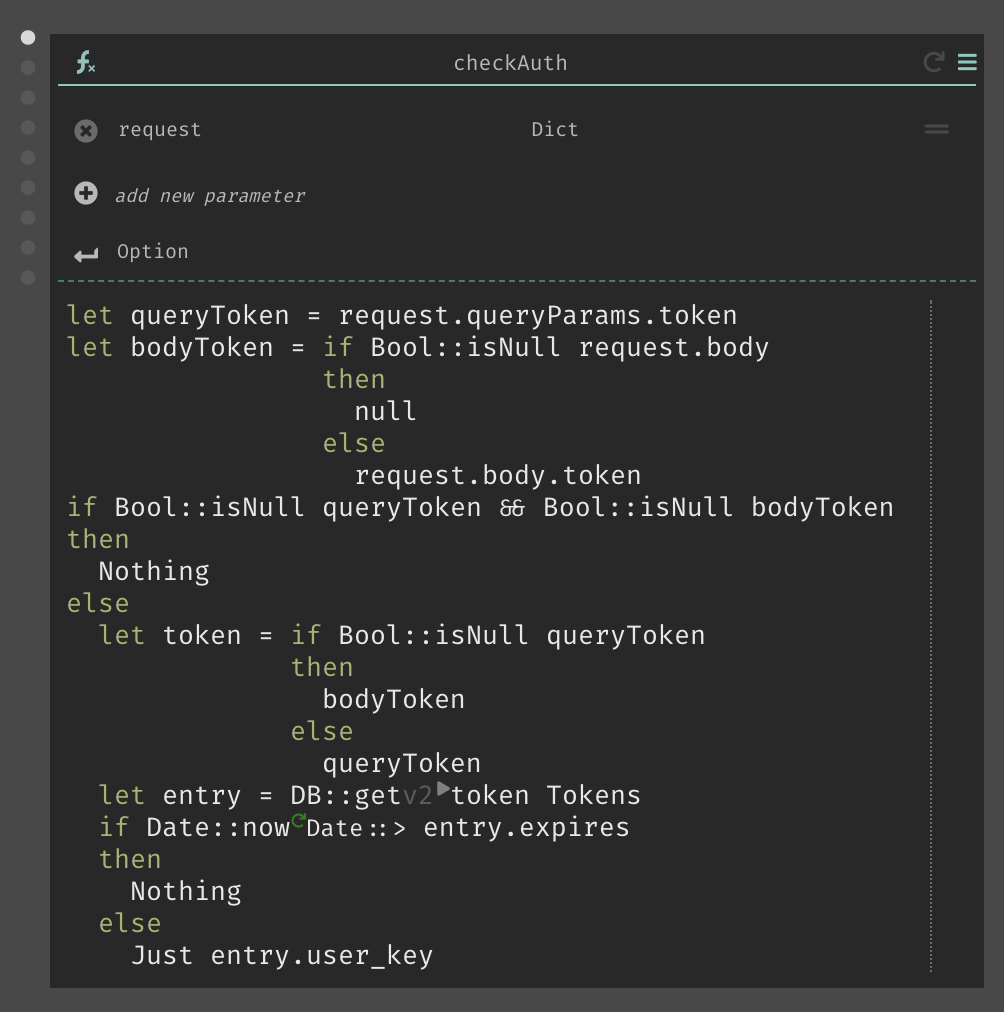 fx checkAuth
request Dict
add new parameter
Option
let queryToken = request.queryParams.token
let bodyToken = if Bool::isNull request.body
then
null
else
request.body.token
if Bool::isNull queryToken && Bool::isNull bodyToken
then
Nothing
else
let token = if Bool::isNull queryToken
then
bodyToken
else
queryToken
let entry = DB::getv2 token Tokens
if Date::now Date::> entry.expires
then
Nothing
else
Just entry.user_key